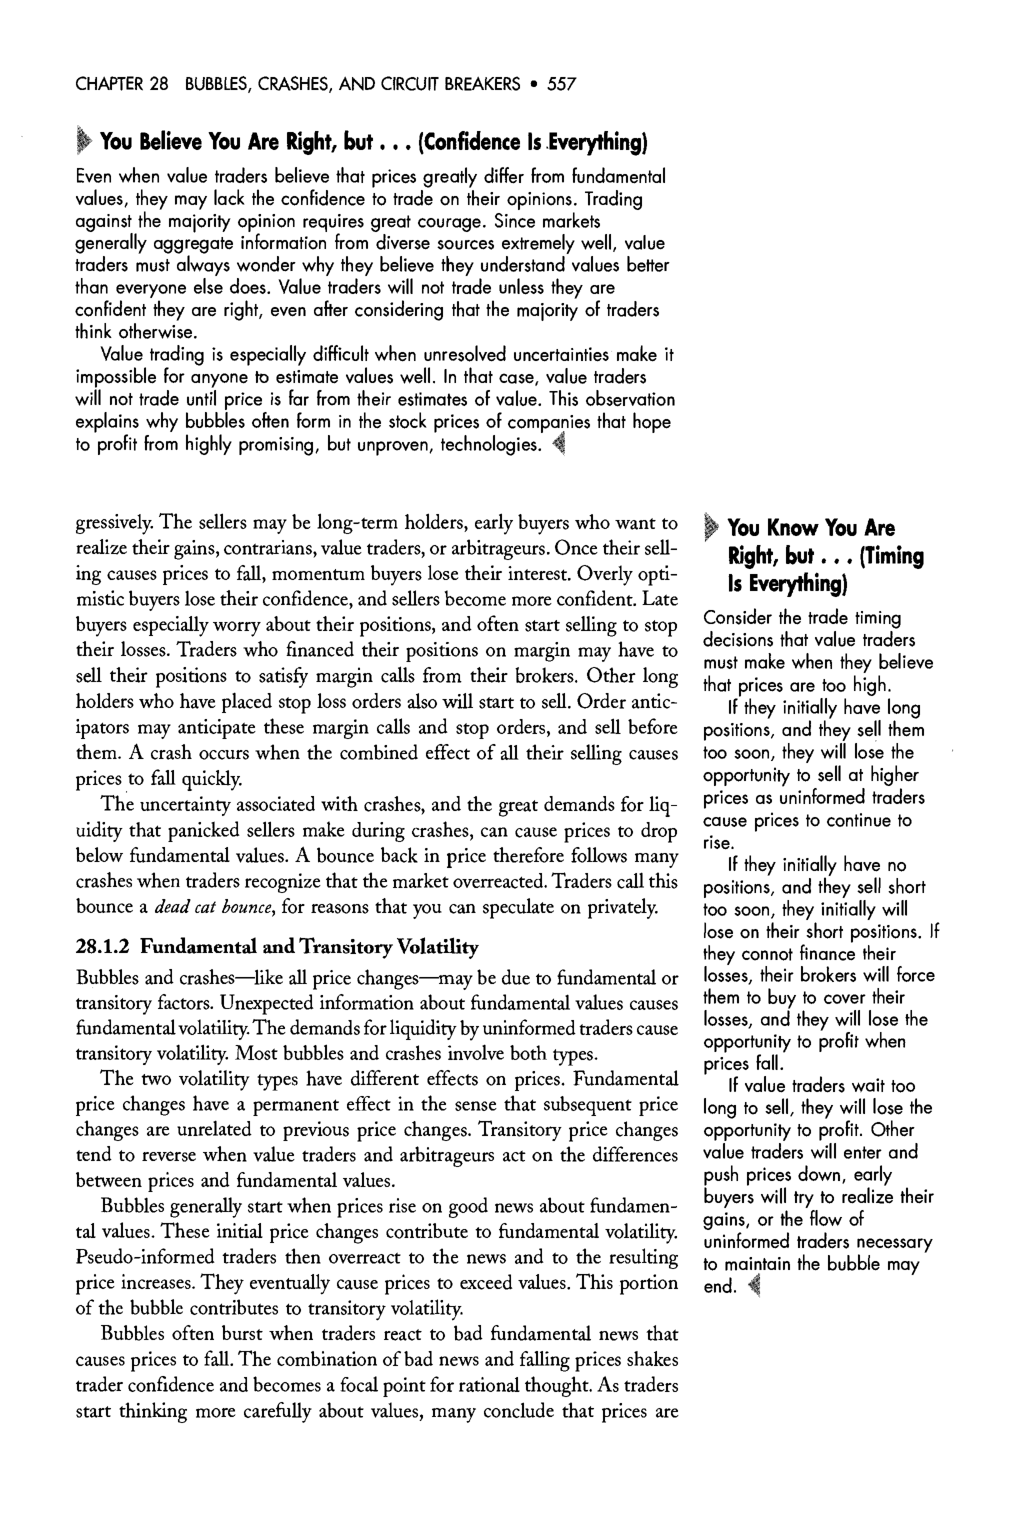 CHAPTER 28 BUBBLES, CRASHES, AND CIRCUIT BREAKERS • 557
You Believe You Are Right, but . . . (Confidence Is Everything)
Even when value traders believe that prices greatly differ from fundamental
values, they may lack the confidence to trade on their opinions. Trading
against the majority opinion requires great courage. Since markets
generally aggregate information from diverse sources extremely well, value
traders must always wonder why they believe they understand values better
than everyone else does. Value traders will not trade unless they are
confident they are right, even after considering that the majority of traders
think otherwise.
Value trading is especially difficult when unresolved uncertainties make it
impossible for anyone to estimate values well. In that case, value traders
will not trade until price is far from their estimates of value. This observation
explains why bubbles often form in the stock prices of companies that hope
to profit from highly promising, but unproven, technologies.
gressively. The sellers may be long-term holders, early buyers who want to
realize their gains, contrarians, value traders, or arbitrageurs. Once their sell-
ing causes prices to fall, momentum buyers lose their interest. Overly opti-
mistic buyers lose their confidence, and sellers become more confident. Late
buyers especially worry about their positions, and often start selling to stop
their losses. Traders who financed their positions on margin may have to
sell their positions to satisfy margin calls from their brokers. Other long
holders who have placed stop loss orders also will start to sell. Order antic-
ipators may anticipate these margin calls and stop orders, and sell before
them. A crash occurs when the combined effect of all their selling causes
prices to fall quickly.
The uncertainty associated with crashes, and the great demands for liq-
uidity that panicked sellers make during crashes, can cause prices to drop
below fundamental values. A bounce back in price therefore follows many
crashes when traders recognize that the market overreacted. Traders call this
bounce a dead cat bounce, for reasons that you can speculate on privately.
28.1.2 Fundamental and Transitory Volatility
Bubbles and crashes—like all price changes—may be due to fundamental or
transitory factors. Unexpected information about fundamental values causes
fundamental volatility. The demands for liquidity by uninformed traders cause
transitory volatility. Most bubbles and crashes involve both types.
The two volatility types have different effects on prices. Fundamental
price changes have a permanent effect in the sense that subsequent price
changes are unrelated to previous price changes. Transitory price changes
tend to reverse when value traders and arbitrageurs act on the differences
between prices and fundamental values.
Bubbles generally start when prices rise on good news about fundamen-
tal values. These initial price changes contribute to fundamental volatility.
Pseudo-informed traders then overreact to the news and to the resulting
price increases. They eventually cause prices to exceed values. This portion
of the bubble contributes to transitory volatility.
Bubbles often burst when traders react to bad fundamental news that
causes prices to fall. The combination of bad news and falling prices shakes
trader confidence and becomes a focal point for rational thought. As traders
start thinking more carefully about values, many conclude that prices are
You Know You Are
Right, but . . . (Timing
Is Everything)
Consider the trade timing
decisions that value traders
must make when they believe
that prices are too high.
If they initially have long
positions, and they sell them
too soon, they will lose the
opportunity to sell at higher
prices as uninformed traders
cause prices to continue to
rise.
If they initially have no
positions, and they sell short
too soon, they initially will
lose on their short positions. If
they connot finance their
losses, their brokers will force
them to buy to cover their
losses, and they will lose the
opportunity to profit when
prices fall.
If value traders wait too
long to sell, they will lose the
opportunity to profit. Other
value traders will enter and
push prices down, early
buyers will try to realize their
gains, or the flow of
uninformed traders necessary
to maintain the bubble may
end.